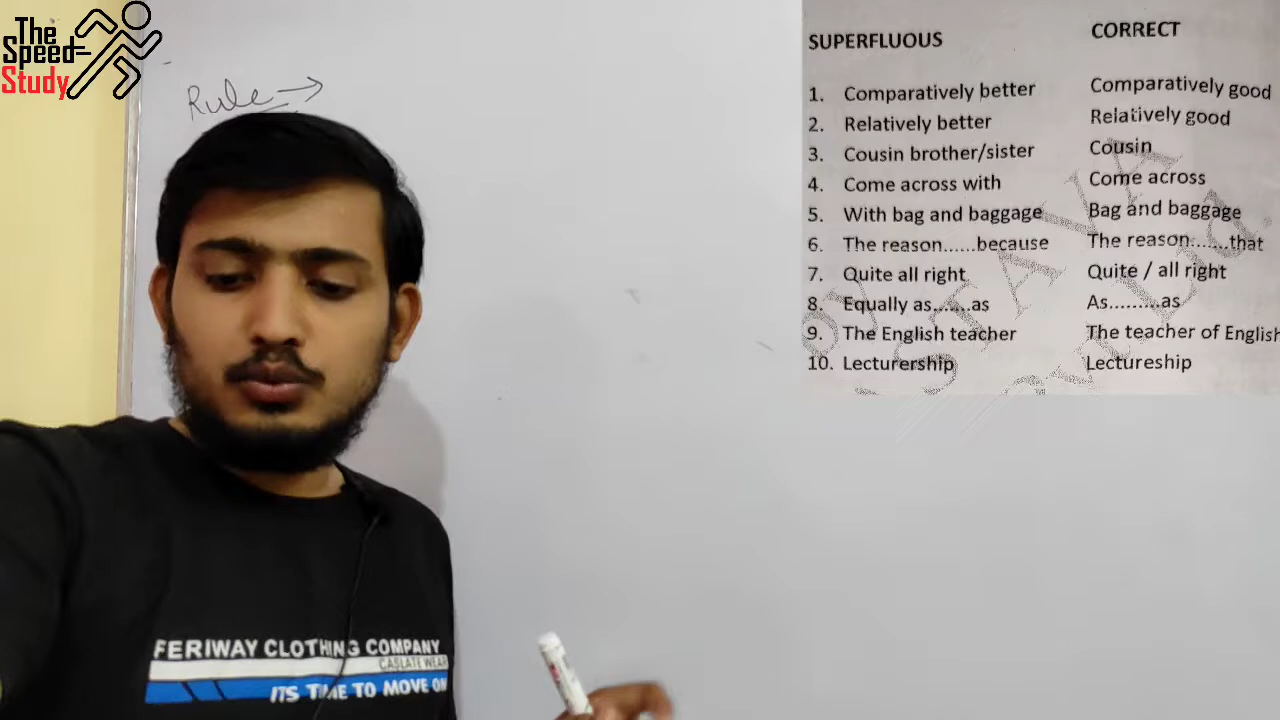 The
Speed
Study
Rule →
SUPERFLUOUS CORRECT
1. Comparatively better Comparatively good
2. Relatively better Relatively good
3. Cousin brother/sister Cousin
4. Come across with Come across
5. With bag and baggage Bag and baggage
6. The reason......because The reason.......that
7. Quite all right Quite / all right
8. Equally as.......as As.........as
9. The English teacher The teacher of English
10. Lecturership Lectureship
FERIWAY CLOTHING COMPANY
CASLATE WEAR
ITS TIME TO MOVE ON